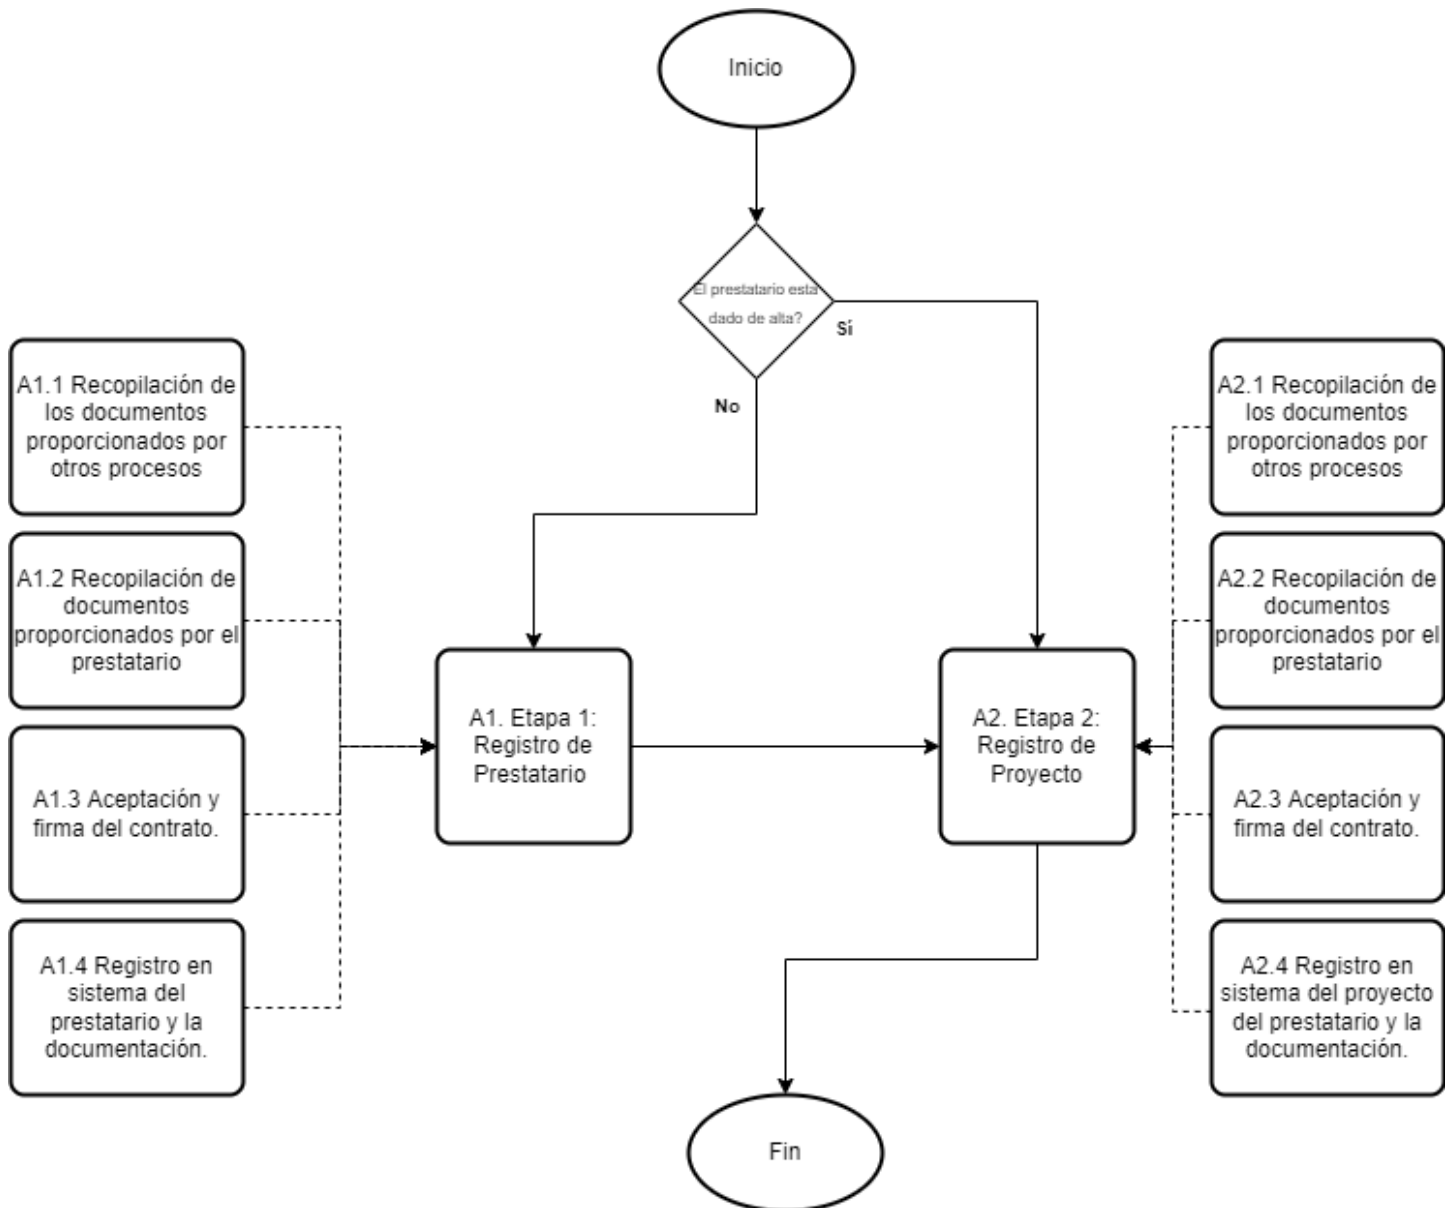 Inicio
El prestatario esta
dado de alta?
Sí
No
A1.1 Recopilación de
los documentos
proporcionados por
otros procesos
A1.2 Recopilación de
documentos
proporcionados por el
prestatario
A1.3 Aceptación y
firma del contrato.
A1.4 Registro en
sistema del
prestatario y la
documentación.
A1. Etapa 1:
Registro de
Prestatario
A2. Etapa 2:
Registro de
Proyecto
A2.1 Recopilación de
los documentos
proporcionados por
otros procesos
A2.2 Recopilación de
documentos
proporcionados por el
prestatario
A2.3 Aceptación y
firma del contrato.
A2.4 Registro en
sistema del proyecto
del prestatario y la
documentación.
Fin